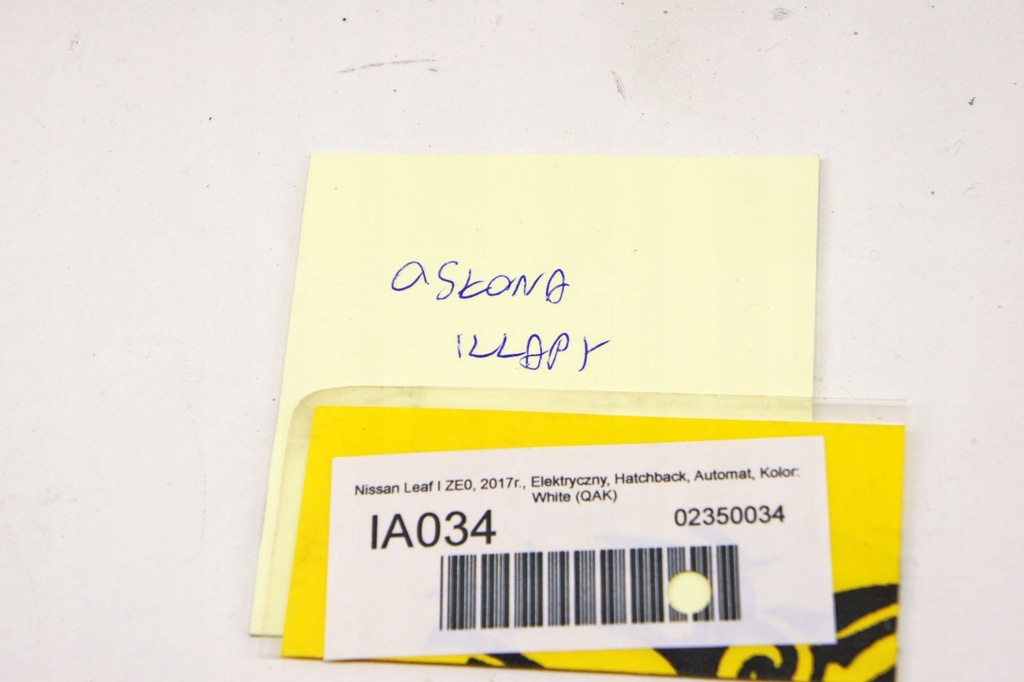 OSŁONA
KLAPY
Nissan Leaf I ZE0, 2017r., Elektryczny, Hatchback, Automat, Kolor:
White (QAK)
IA034 02350034